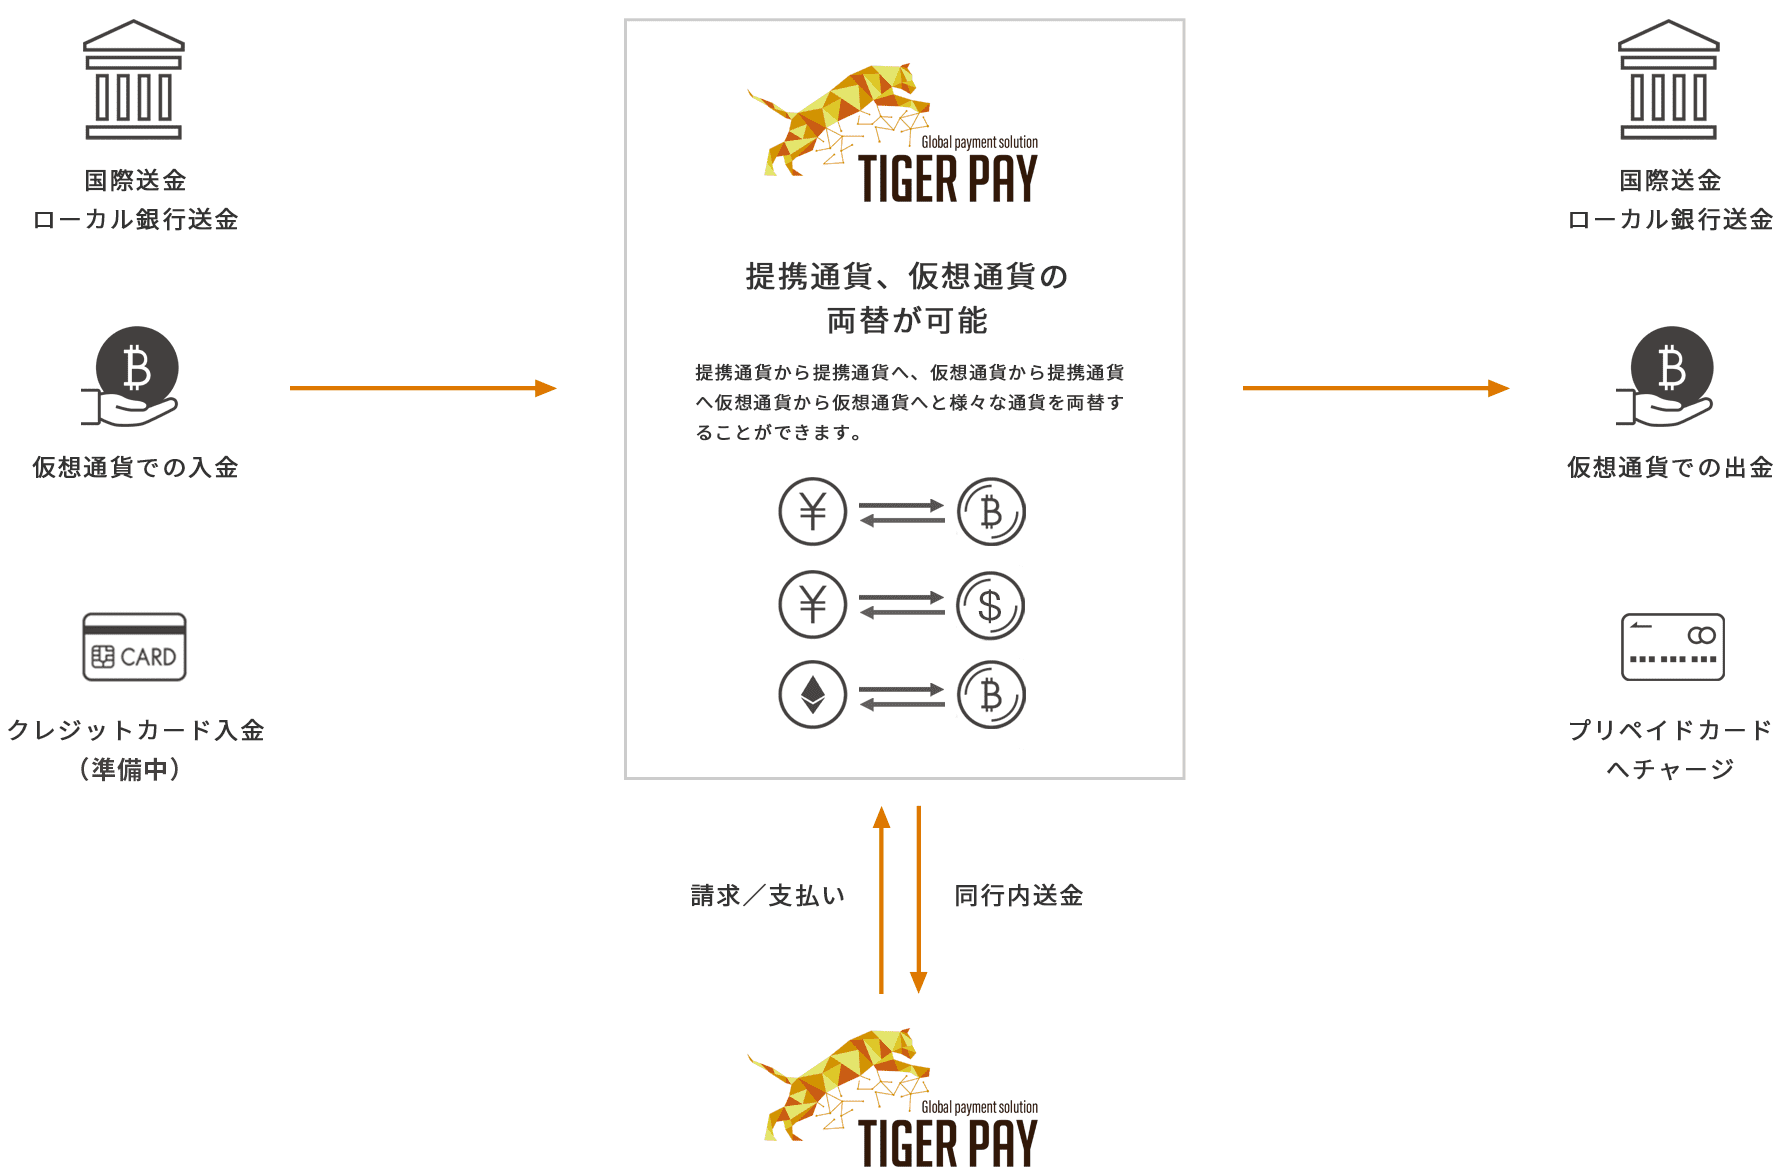 国際送金
ローカル銀行送金
仮想通貨での入金
CARD
クレジットカード入金
（準備中）
Global payment solution
TIGER PAY
提携通貨、仮想通貨の
両替が可能
提携通貨から提携通貨へ、仮想通貨から提携通貨
へ仮想通貨から仮想通貨へと様々な通貨を両替す
ることができます。
¥
¥
$
国際送金
ローカル銀行送金
仮想通貨での出金
プリペイドカード
へチャージ
請求／支払い
同行内送金
Global payment solution
TIGER PAY